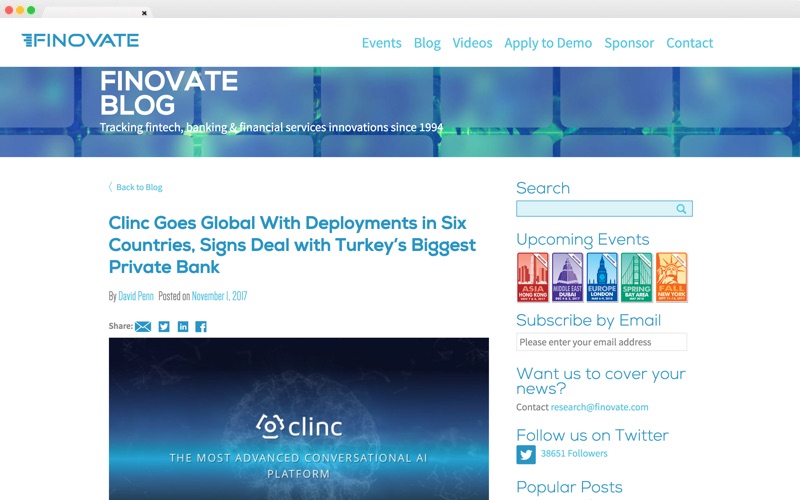 FINOVATE
Events
Blog
Videos
Apply to Demo
Sponsor
Contact
FINOVATE
BLOG
Tracking fintech, banking & financial services innovations since 1994
Back to Blog
Clinc Goes Global With Deployments in Six
Countries, Signs Deal with Turkey's Biggest
Private Bank
By David Penn Posted on November 1, 2017
Share:
clinc
THE MOST ADVANCED CONVERSATIONAL AI
PLATFORM
Search
Upcoming Events
ASIA
HONG KONG
MIDDLE EAST
DUBAI
EUROPE
LONDON
SPRING
BAY AREA
FALL
NEW YORK
Subscribe by Email
Please enter your email address
Want us to cover your
news?
Contact research@finovate.com
Follow us on Twitter
38651 Followers
Popular Posts